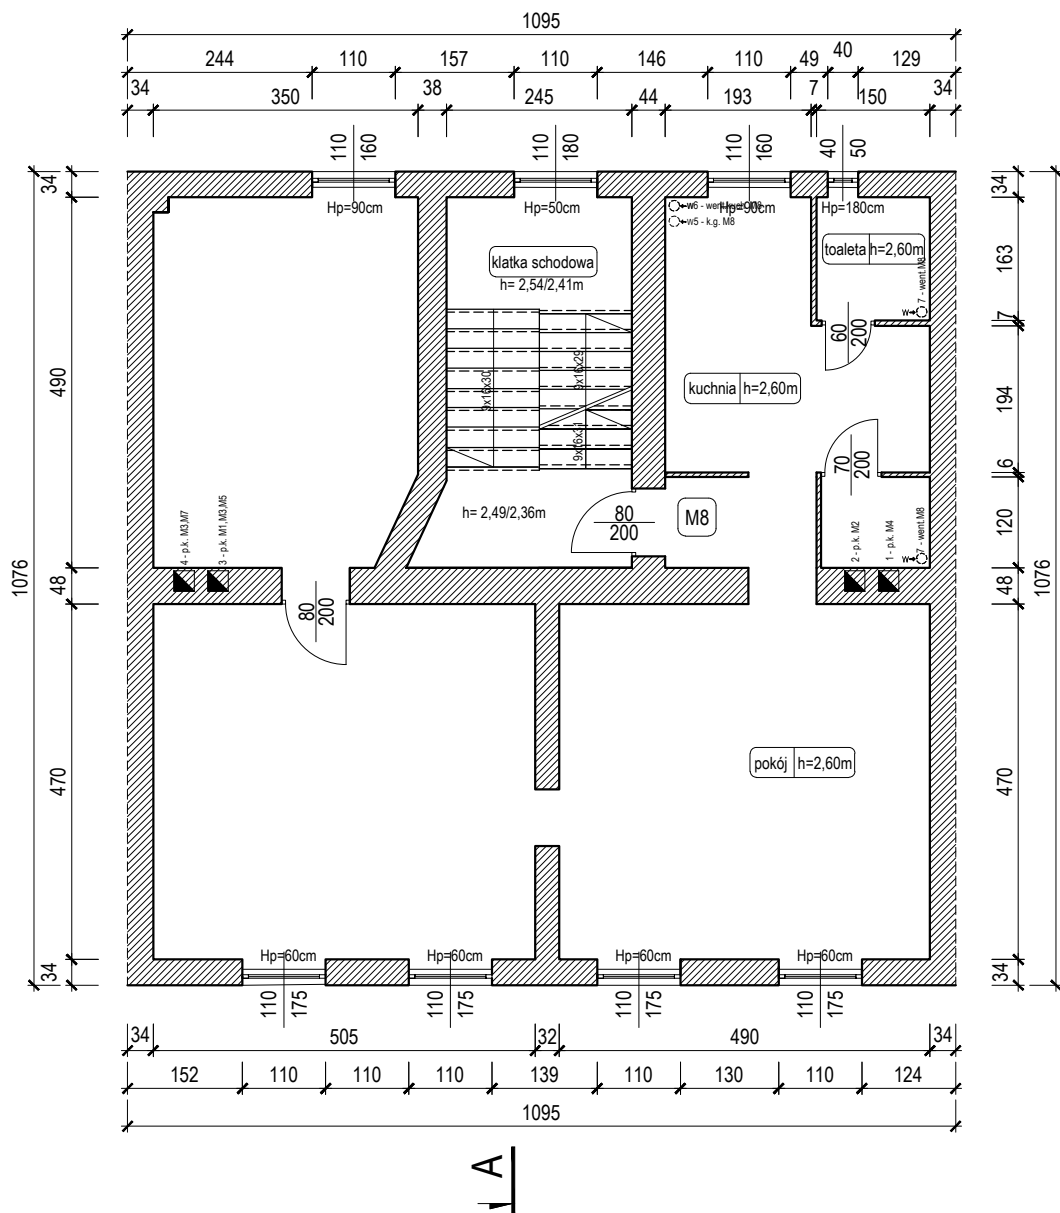 1095
244 110 157 110 146 110 49 40 129
34 350 38 245 44 193 7 150 34
110 160
110 180
110 160
40 50
Hp=90cm
Hp=50cm
Hp=90cm
Hp=180cm
w5 - k.g. M8
klatka schodowa
h= 2,54/2,41m
toaleta h=2,60m
7 - went.M8
w
60
200
kuchnia h=2,60m
9x16x30
9x16x29
9x16x31
70
200
h= 2,49/2,36m
80
200
M8
4 - p.k. M3,M7
3 - p.k. M1,M3,M5
2 - p.k. M2
1 - p.k. M4
7 - went.M8
w
80
200
pokój h=2,60m
34
490
48
470
34
1076
34
163
7
194
6
120
48
470
34
1076
Hp=60cm
Hp=60cm
Hp=60cm
Hp=60cm
110 175
110 175
110 175
110 175
34 505 32 490 34
152 110 110 110 139 110 130 110 124
1095
A